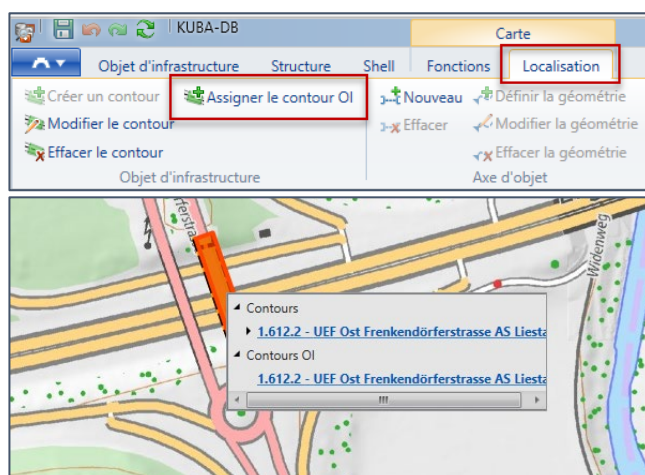 KUBA-DB
Carte
Objet d'infrastructure Structure Shell Fonctions Localisation
Créer un contour Assigner le contour OI Nouveau Définir la géométrie
Modifier le contour Effacer Modifier la géométrie
Effacer le contour Effacer la géométrie
Objet d'infrastructure Axe d'objet
Widenweg
Contours
1.612.2 - UEF Ost Frenkendörferstrasse AS Liesta
Contours OI
1.612.2 - UEF Ost Frenkendörferstrasse AS Liesta